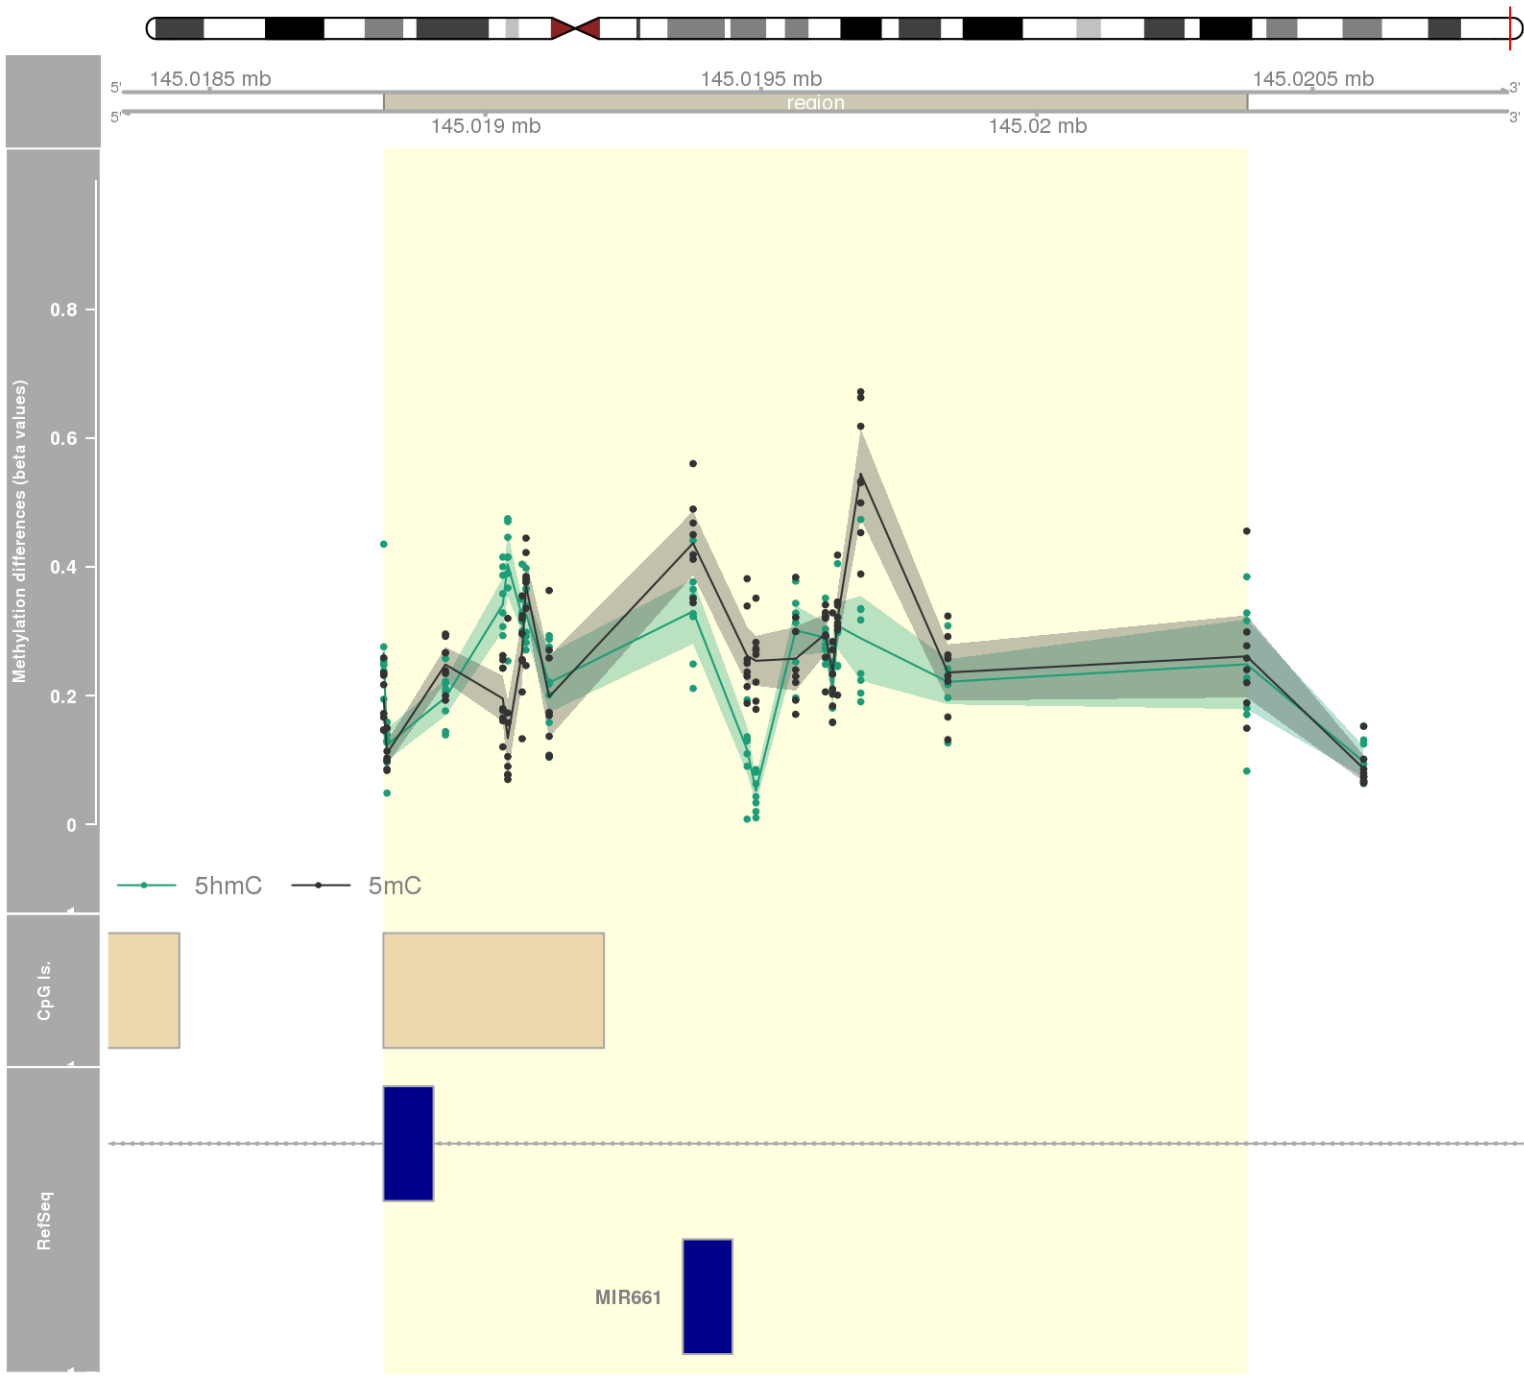 145.0185 mb 145.0195 mb 145.0205 mb
5' 3'
region
5' 3'
145.019 mb 145.02 mb
Methylation differences (beta values)
0.8
0.6
0.4
0.2
0
5hmC 5mC
CpG Is.
RefSeq
MIR661